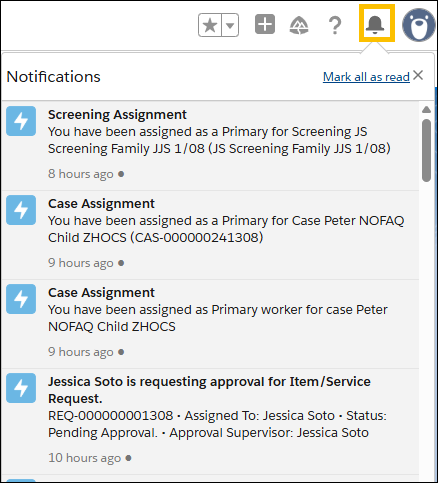 Notifications
Mark all as read
Screening Assignment
You have been assigned as a Primary for Screening JS
Screening Family JJS 1/08 (JS Screening Family JJS 1/08)
8 hours ago
Case Assignment
You have been assigned as a Primary for Case Peter NOFAQ
Child ZHOCS (CAS-000000241308)
9 hours ago
Case Assignment
You have been assigned as Primary worker for case Peter
NOFAQ Child ZHOCS
9 hours ago
Jessica Soto is requesting approval for Item/Service
Request.
REQ-000000001308 • Assigned To: Jessica Soto • Status:
Pending Approval. • Approval Supervisor: Jessica Soto
10 hours ago